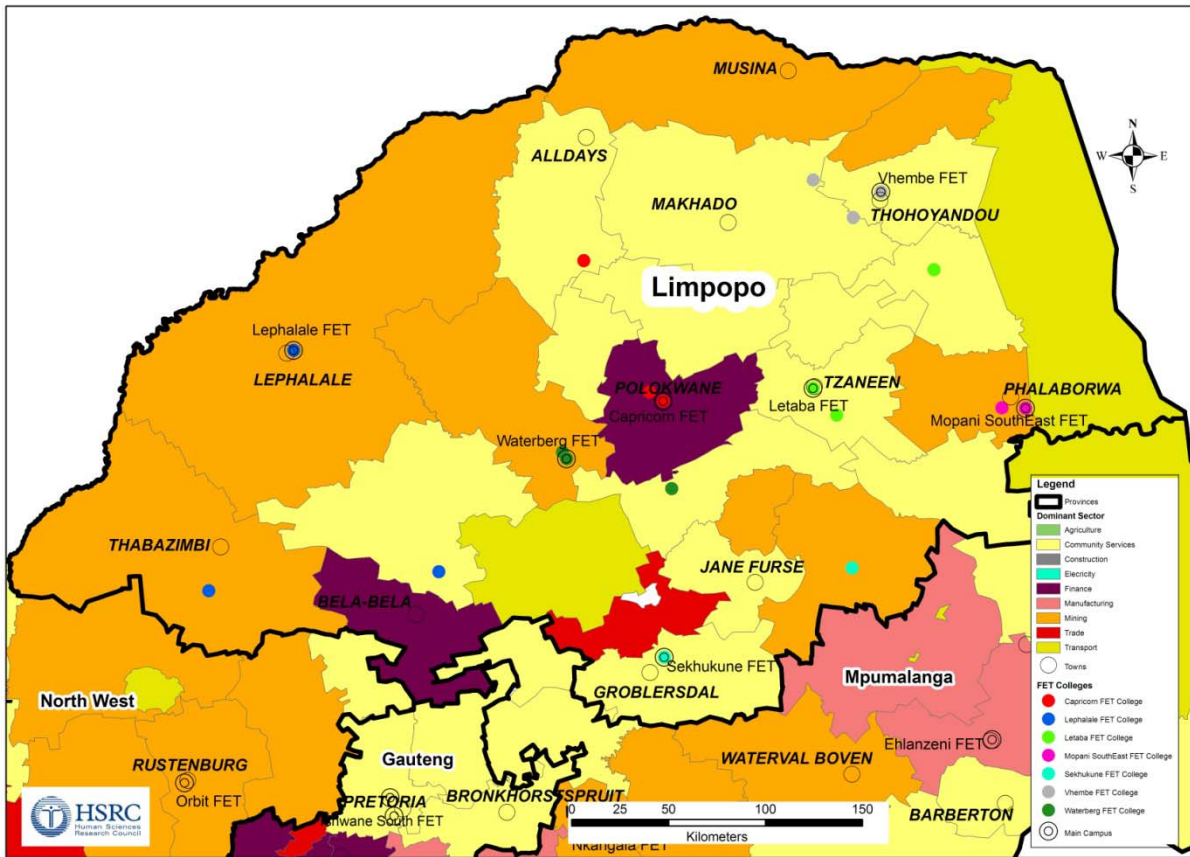 MUSINA
N
W E
S
ALLDAYS
Vhembe FET
MAKHADO
THOHOYANDOU
Limpopo
Lephalale FET
LEPHALALE
POLOKWANE
Capricorn FET
TZANEEN
Letaba FET
PHALABORWA
Mopani SouthEast FET
Waterberg FET
THABAZIMBI
JANE FURSE
BELA-BELA
Sekhukune FET
GROBLERSDAL
North West
Mpumalanga
Gauteng
Ehlanzeni FET
WATERVAL BOVEN
RUSTENBURG
Orbit FET
PRETORIA
BRONKHORSTSPRUIT
shwane South FET
BARBERTON
Nkangala FET
0 25 50 100 150
Kilometers
HSRC
Human Sciences
Research Council
Legend
Provinces
Dominant Sector
Agriculture
Community Services
Construction
Elecricity
Finance
Manufacturing
Mining
Trade
Transport
Towns
FET Colleges
Capricorn FET College
Lephalale FET College
Letaba FET College
Mopani SouthEast FET College
Sekhukune FET College
Vhembe FET College
Waterberg FET College
Main Campus